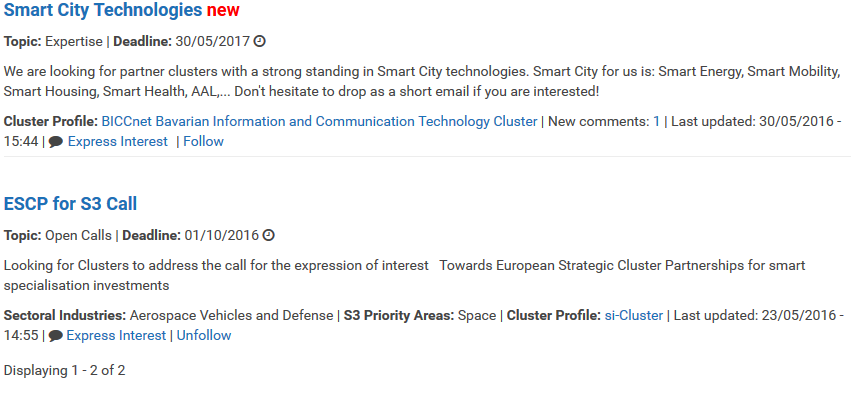 Smart City Technologies new
Topic: Expertise | Deadline: 30/05/2017
We are looking for partner clusters with a strong standing in Smart City technologies. Smart City for us is: Smart Energy, Smart Mobility,
Smart Housing, Smart Health, AAL,... Don't hesitate to drop as a short email if you are interested!
Cluster Profile: BICCnet Bavarian Information and Communication Technology Cluster | New comments: 1 | Last updated: 30/05/2016 -
15:44 | Express Interest | Follow
ESCP for S3 Call
Topic: Open Calls | Deadline: 01/10/2016
Looking for Clusters to address the call for the expression of interest Towards European Strategic Cluster Partnerships for smart
specialisation investments
Sectoral Industries: Aerospace Vehicles and Defense | S3 Priority Areas: Space | Cluster Profile: si-Cluster | Last updated: 23/05/2016 -
14:55 | Express Interest | Unfollow
Displaying 1 - 2 of 2